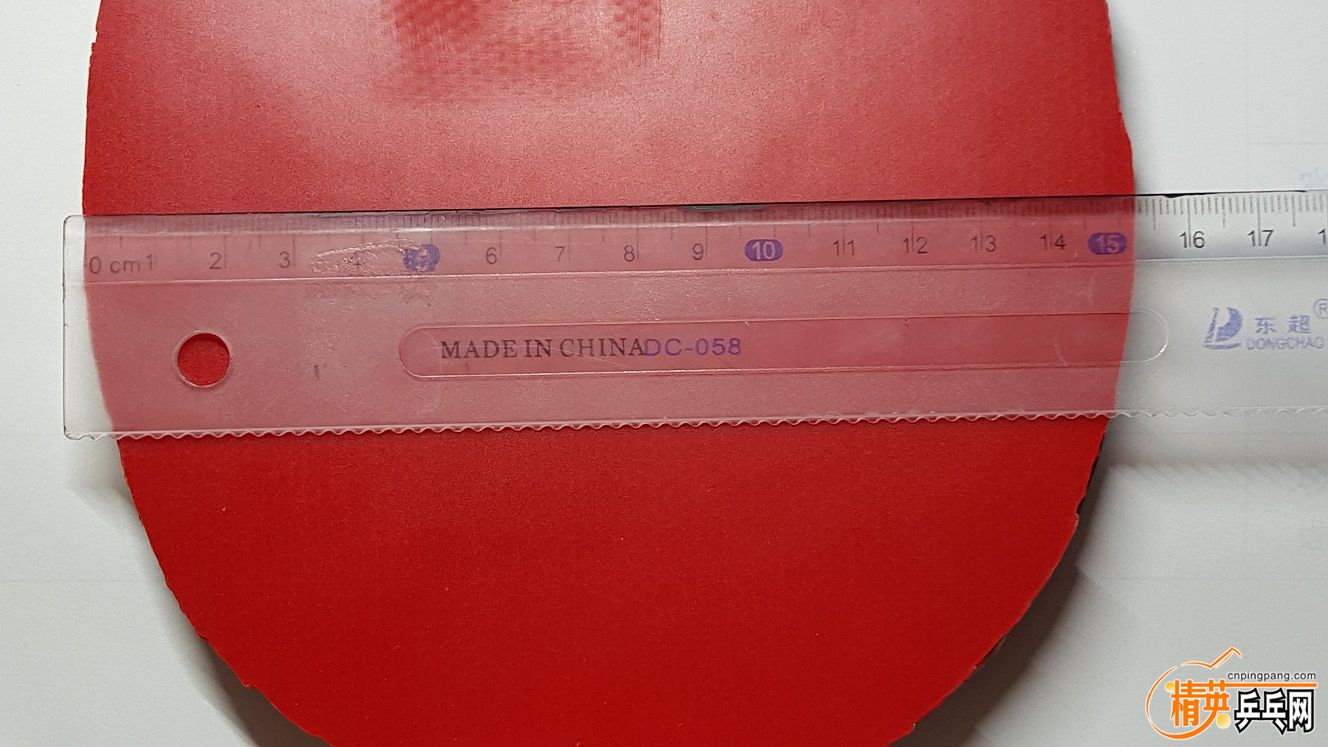 0 cm 1 2 3 4 5 6 7 8 9 10 11 12 13 14 15 16 17
MADE IN CHINA DC-058
东超®
DONGCHAO
cnpingpang.com
精英乒乓网